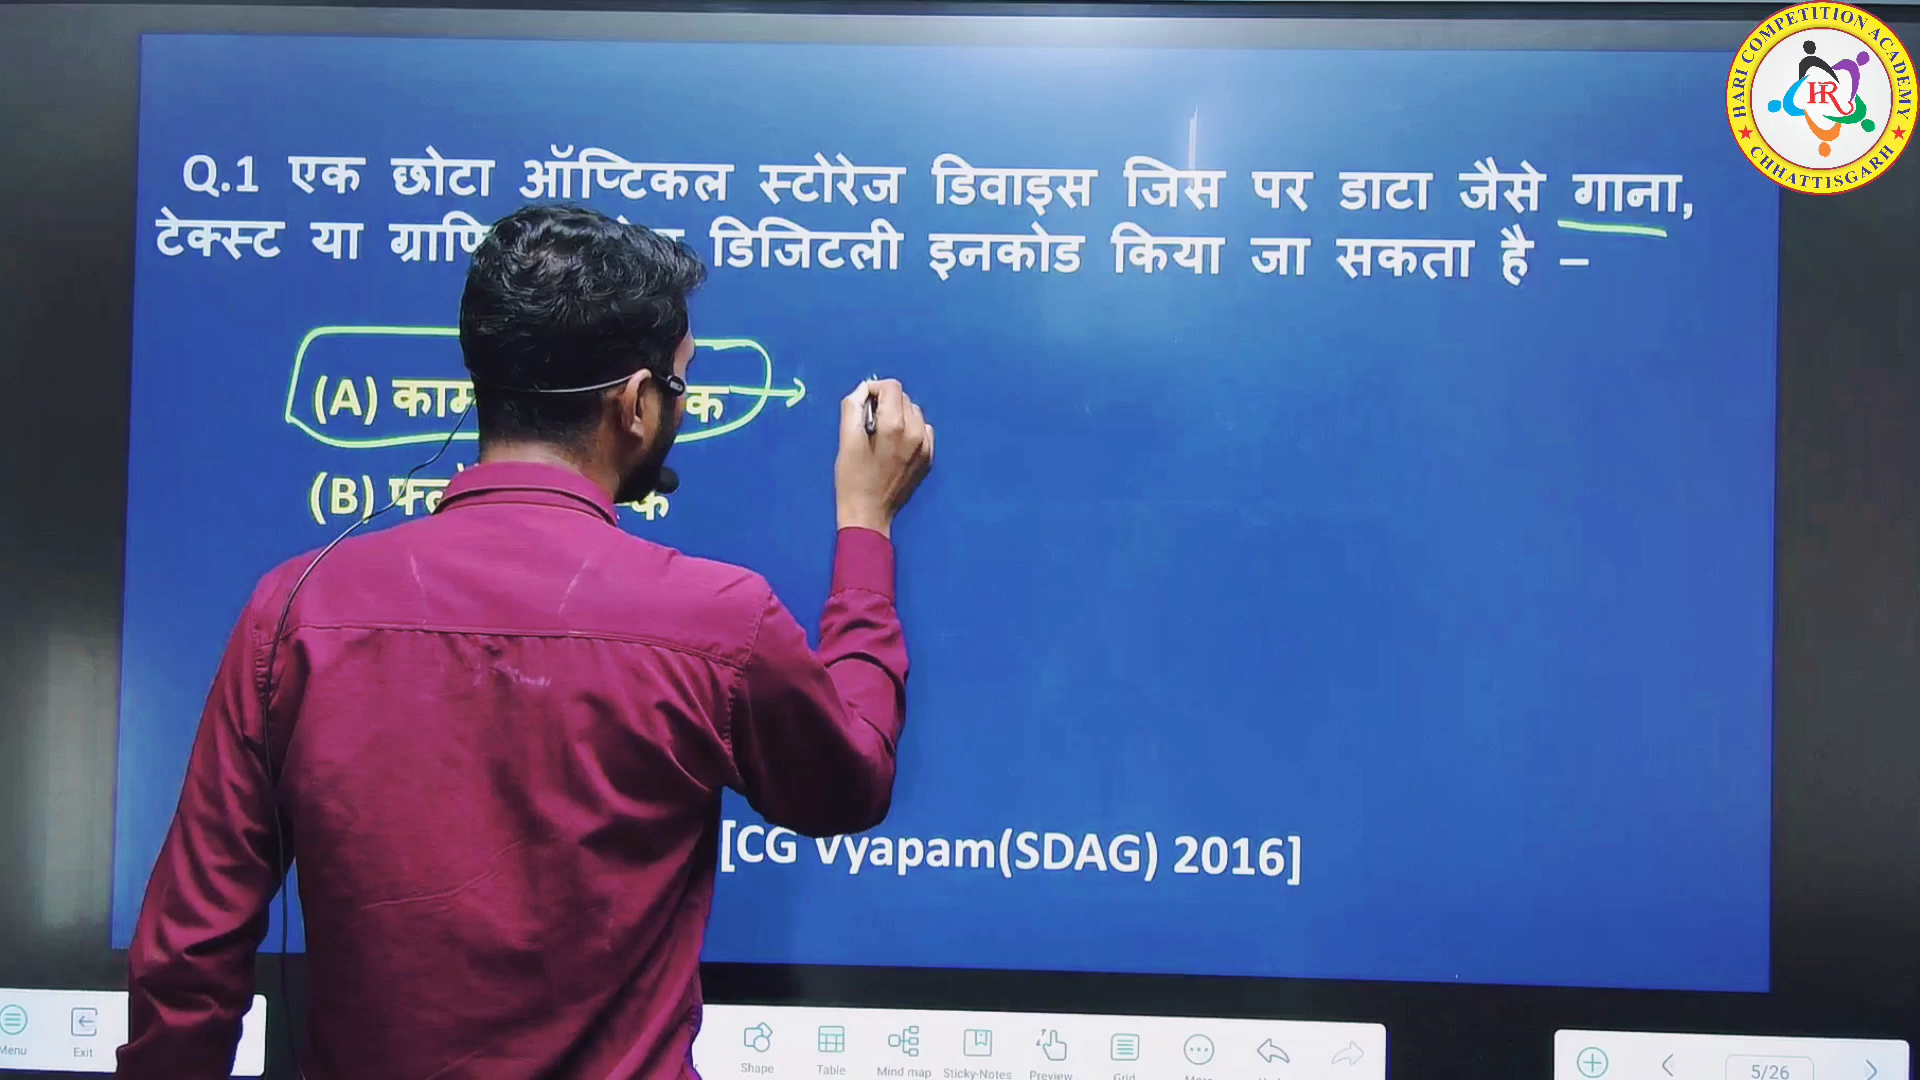 HARI COMPETITION ACADEMY
HR
CHHATTISGARH
Q.1 एक छोटा ऑप्टिकल स्टोरेज डिवाइस जिस पर डाटा जैसे गाना,
टेक्स्ट या डिजिटली इनकोड किया जा सकता है –
(A)
(B)
[CG Vyapam(SDAG) 2016]
Menu Exit Shape Table Mind map Sticky-Notes Preview Grid
5/26